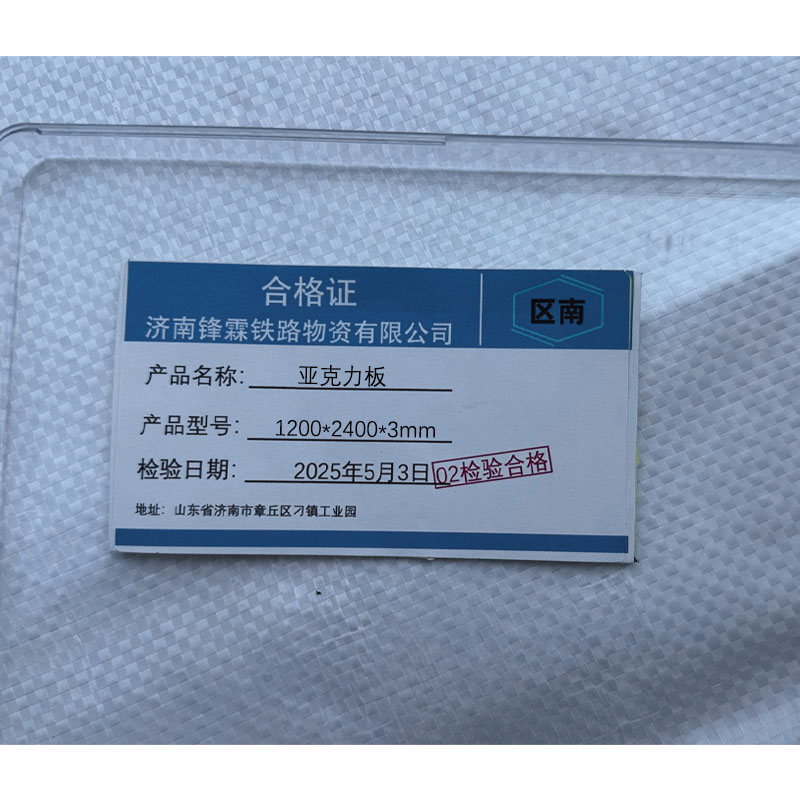 合格证
济南锋霖铁路物资有限公司
区南
产品名称: 亚克力板
产品型号: 1200*2400*3mm
检验日期: 2025年5月3日 02检验合格
地址: 山东省济南市章丘区刁镇工业园